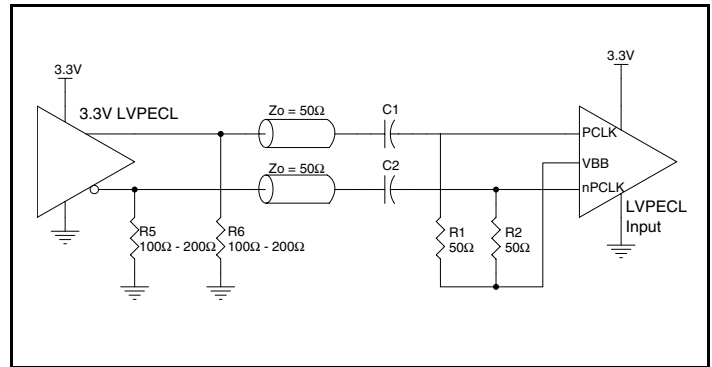 3.3V
3.3V
3.3V LVPECL
Zo = 50Ω
C1
PCLK
Zo = 50Ω
C2
VBB
nPCLK
LVPECL
Input
R5
100Ω - 200Ω
R6
100Ω - 200Ω
R1
50Ω
R2
50Ω